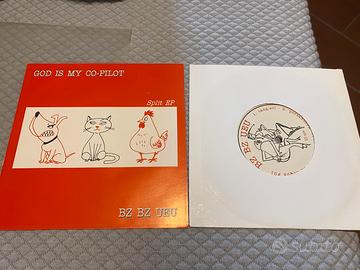 GOD IS MY CO-PILOT
Split EP
BZ BZ UEU
BZ BZ UEU
subito